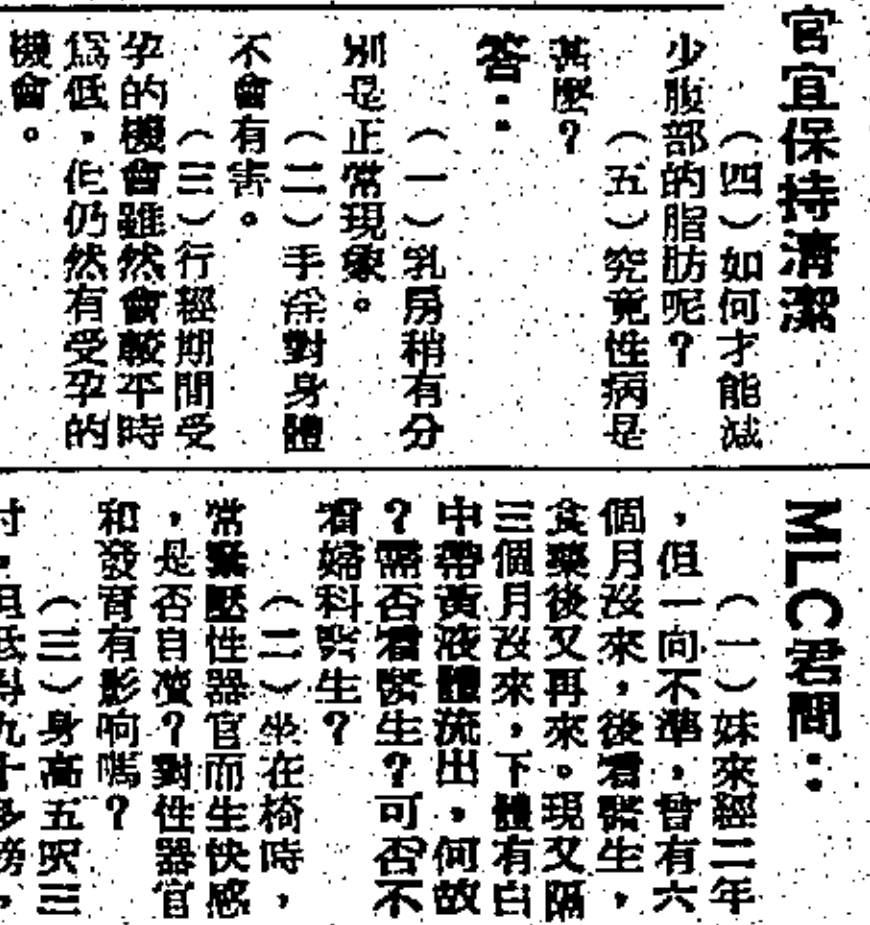 官宜保持清潔
（四）如何才能減
少腹部的脂肪呢？
（五）究竟性病是
甚麼？
答：
（一）乳房稍有分
別是正常現象。
（二）手淫對身體
不會有害。
（三）行經期間受
孕的機會雖然會較平時
爲低，但仍然有受孕的
機會。
MLC君問：
（一）妹來經二年
，但一向不準，曾有六
個月沒來，後看醫生，
食藥後又再來。現又隔
三個月沒來，下體有白
中帶黃液體流出，何故
？需否看醫生？可否不
看婦科醫生？
（二）坐在椅時，
常緊壓性器官而生快感
，是否自瀆？對性器官
和發育有影响嗎？
（三）身高五呎三